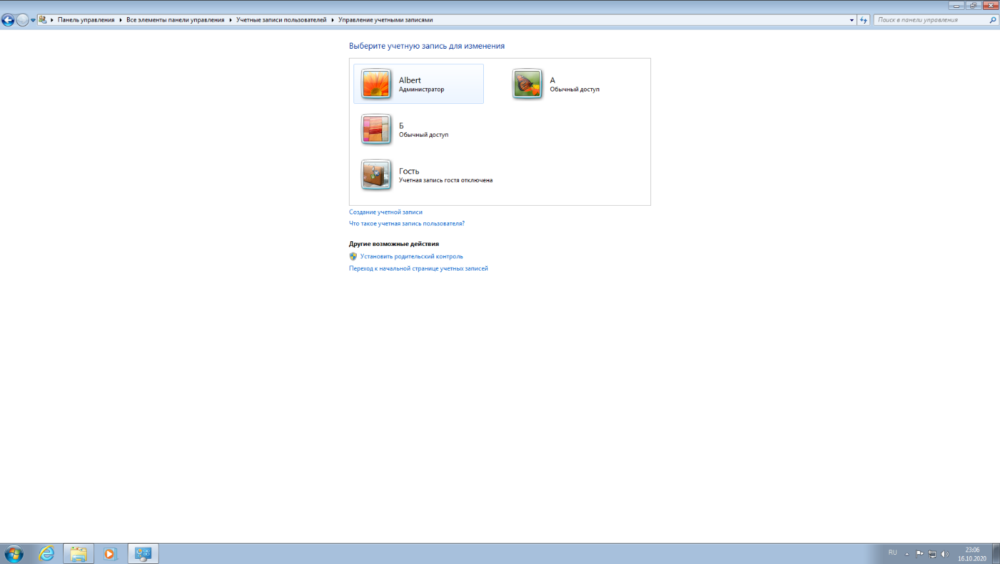 Панель управления ▸ Все элементы панели управления ▸ Учетные записи пользователей ▸ Управление учетными записями
Поиск в панели управления
Выберите учетную запись для изменения
Albert
Администратор
А
Обычный доступ
Б
Обычный доступ
Гость
Учетная запись гостя отключена
Создание учетной записи
Что такое учетная запись пользователя?
Другие возможные действия
Установить родительский контроль
Переход к начальной странице учетных записей
RU
23:06
16.10.2020